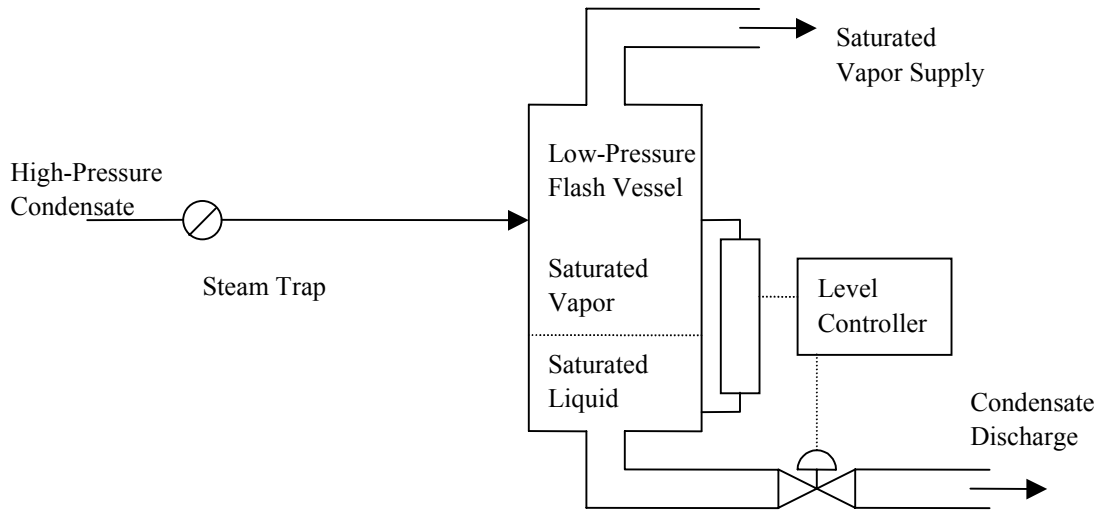 Saturated
Vapor Supply
High-Pressure
Condensate
Low-Pressure
Flash Vessel
Steam Trap
Saturated
Vapor
Level
Controller
Saturated
Liquid
Condensate
Discharge